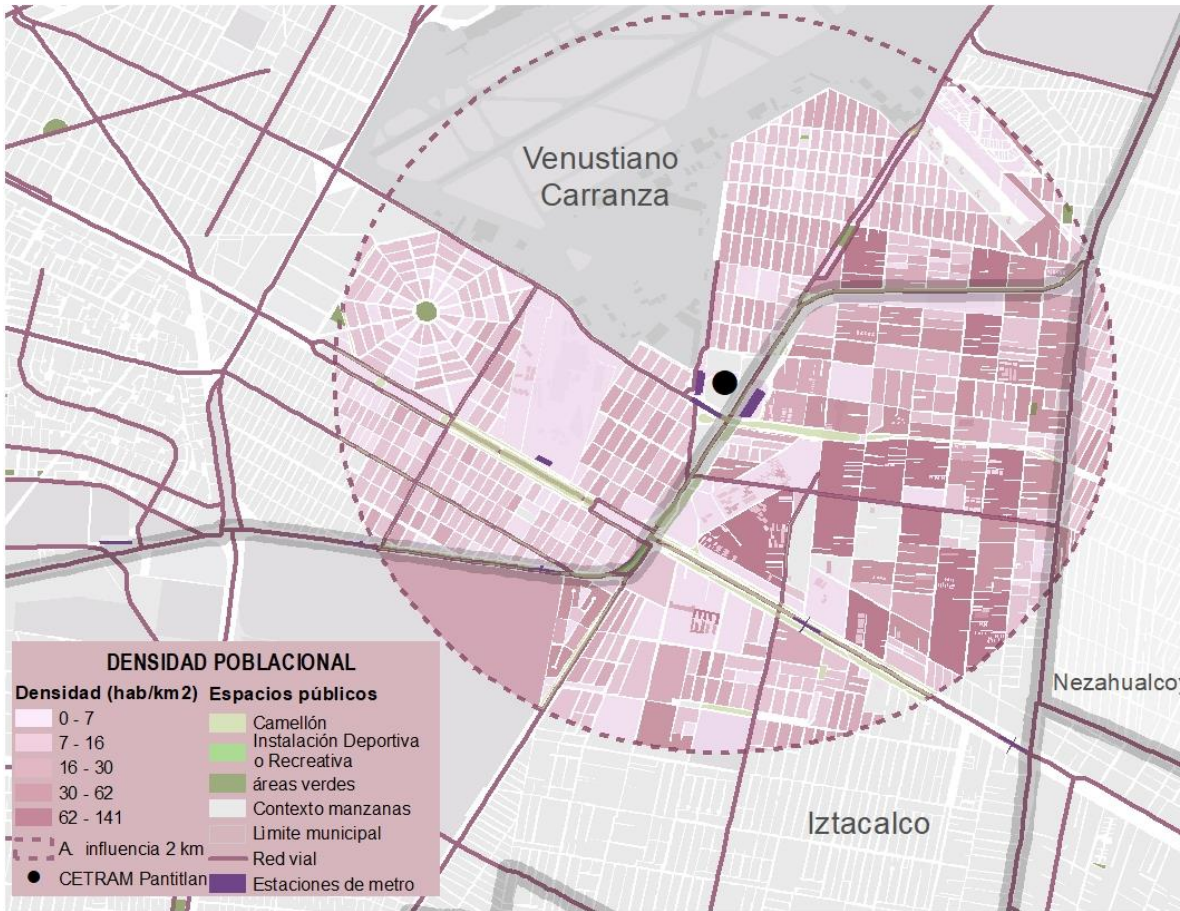 Venustiano
Carranza
Nezahualcoy
Iztacalco
DENSIDAD POBLACIONAL
Densidad (hab/km2)
0 - 7
7 - 16
16 - 30
30 - 62
62 - 141
A. influencia 2 km
CETRAM Pantitlan
Espacios públicos
Camellón
Instalación Deportiva
o Recreativa
áreas verdes
Contexto manzanas
Lìmite municipal
Red vial
Estaciones de metro